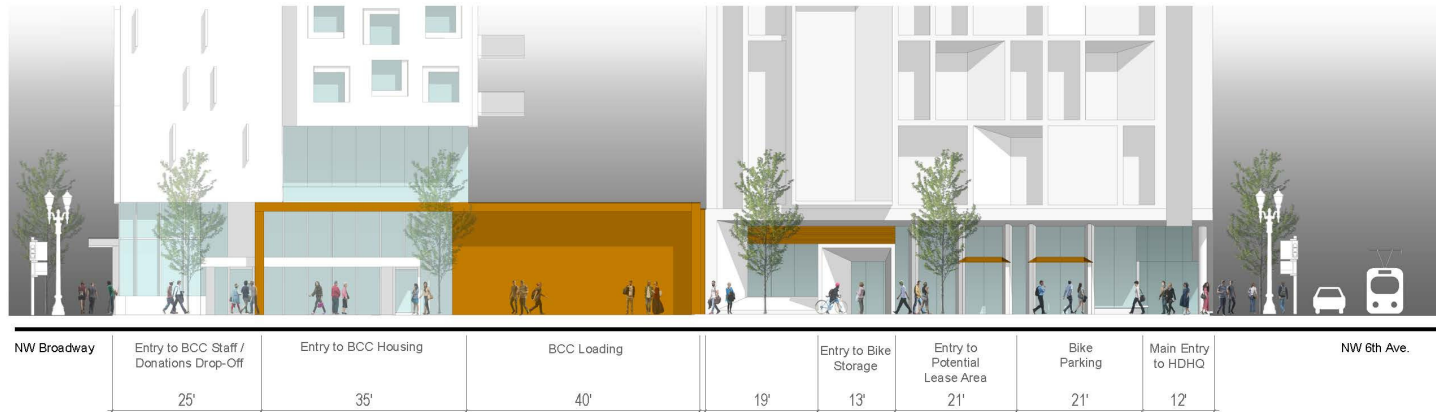 NW Broadway
Entry to BCC Staff /
Donations Drop-Off
Entry to BCC Housing
BCC Loading
Entry to Bike
Storage
Entry to
Potential
Lease Area
Bike
Parking
Main Entry
to HDHQ
NW 6th Ave.
25'
35'
40'
19'
13'
21'
21'
12'